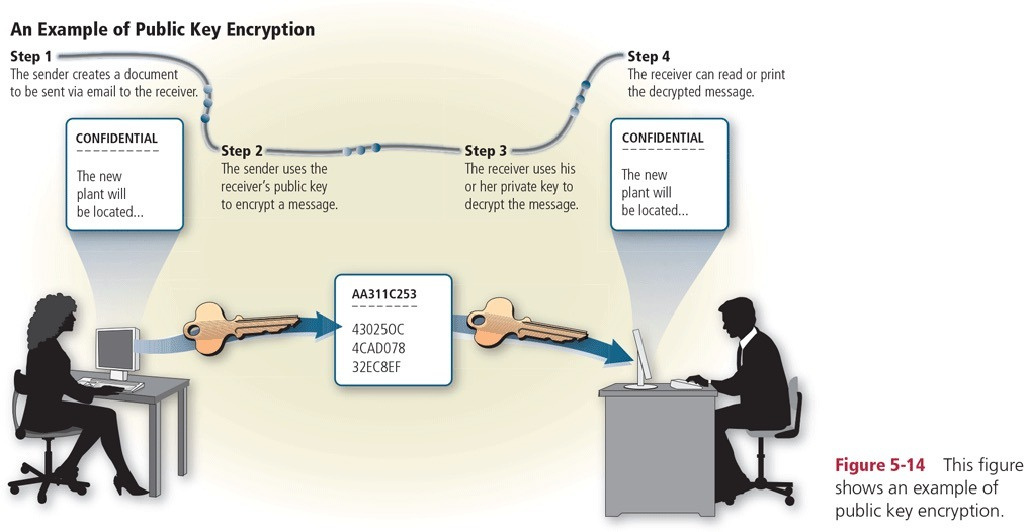 An Example of Public Key Encryption
Step 1
The sender creates a document
to be sent via email to the receiver.
CONFIDENTIAL
The new
plant will
be located...
Step 2
The sender uses the
receiver's public key
to encrypt a message.
Step 3
The receiver uses his
or her private key to
decrypt the message.
Step 4
The receiver can read or print
the decrypted message.
CONFIDENTIAL
The new
plant will
be located...
AA311C253
430250C
4CAD078
32EC8EF
Figure 5-14 This figure
shows an example of
public key encryption.